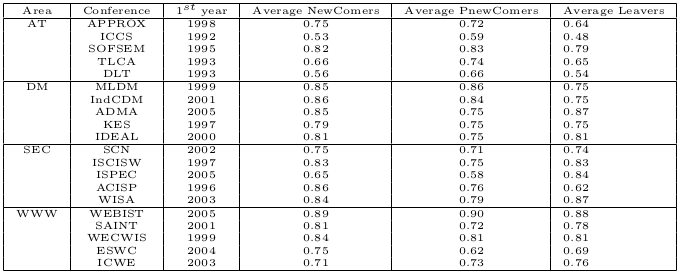 Area Conference 1st year Average NewComers Average PnewComers Average Leavers
AT APPROX 1998 0.75 0.72 0.64
ICCS 1992 0.53 0.59 0.48
SOFSEM 1995 0.82 0.83 0.79
TLCA 1993 0.66 0.74 0.65
DLT 1993 0.56 0.66 0.54
DM MLDM 1999 0.85 0.86 0.75
IndCDM 2001 0.86 0.84 0.75
ADMA 2005 0.85 0.75 0.87
KES 1997 0.79 0.75 0.75
IDEAL 2000 0.81 0.75 0.81
SEC SCN 2002 0.75 0.71 0.74
ISCISW 1997 0.83 0.75 0.83
ISPEC 2005 0.65 0.58 0.84
ACISP 1996 0.86 0.76 0.62
WISA 2003 0.84 0.79 0.87
WWW WEBIST 2005 0.89 0.90 0.88
SAINT 2001 0.81 0.72 0.78
WECWIS 1999 0.84 0.81 0.81
ESWC 2004 0.75 0.62 0.69
ICWE 2003 0.71 0.73 0.76